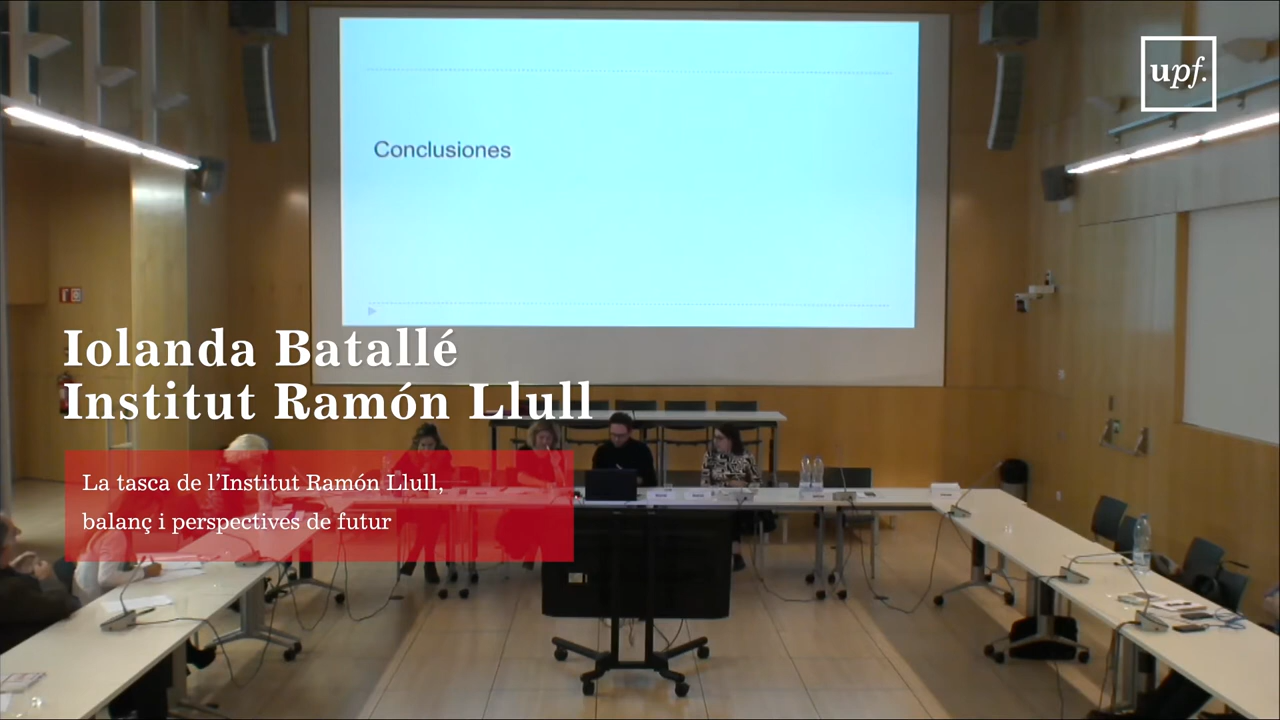 upf.
Conclusiones
Iolanda Batallé
Institut Ramón Llull
La tasca de l’Institut Ramón Llull,
balanç i perspectives de futur